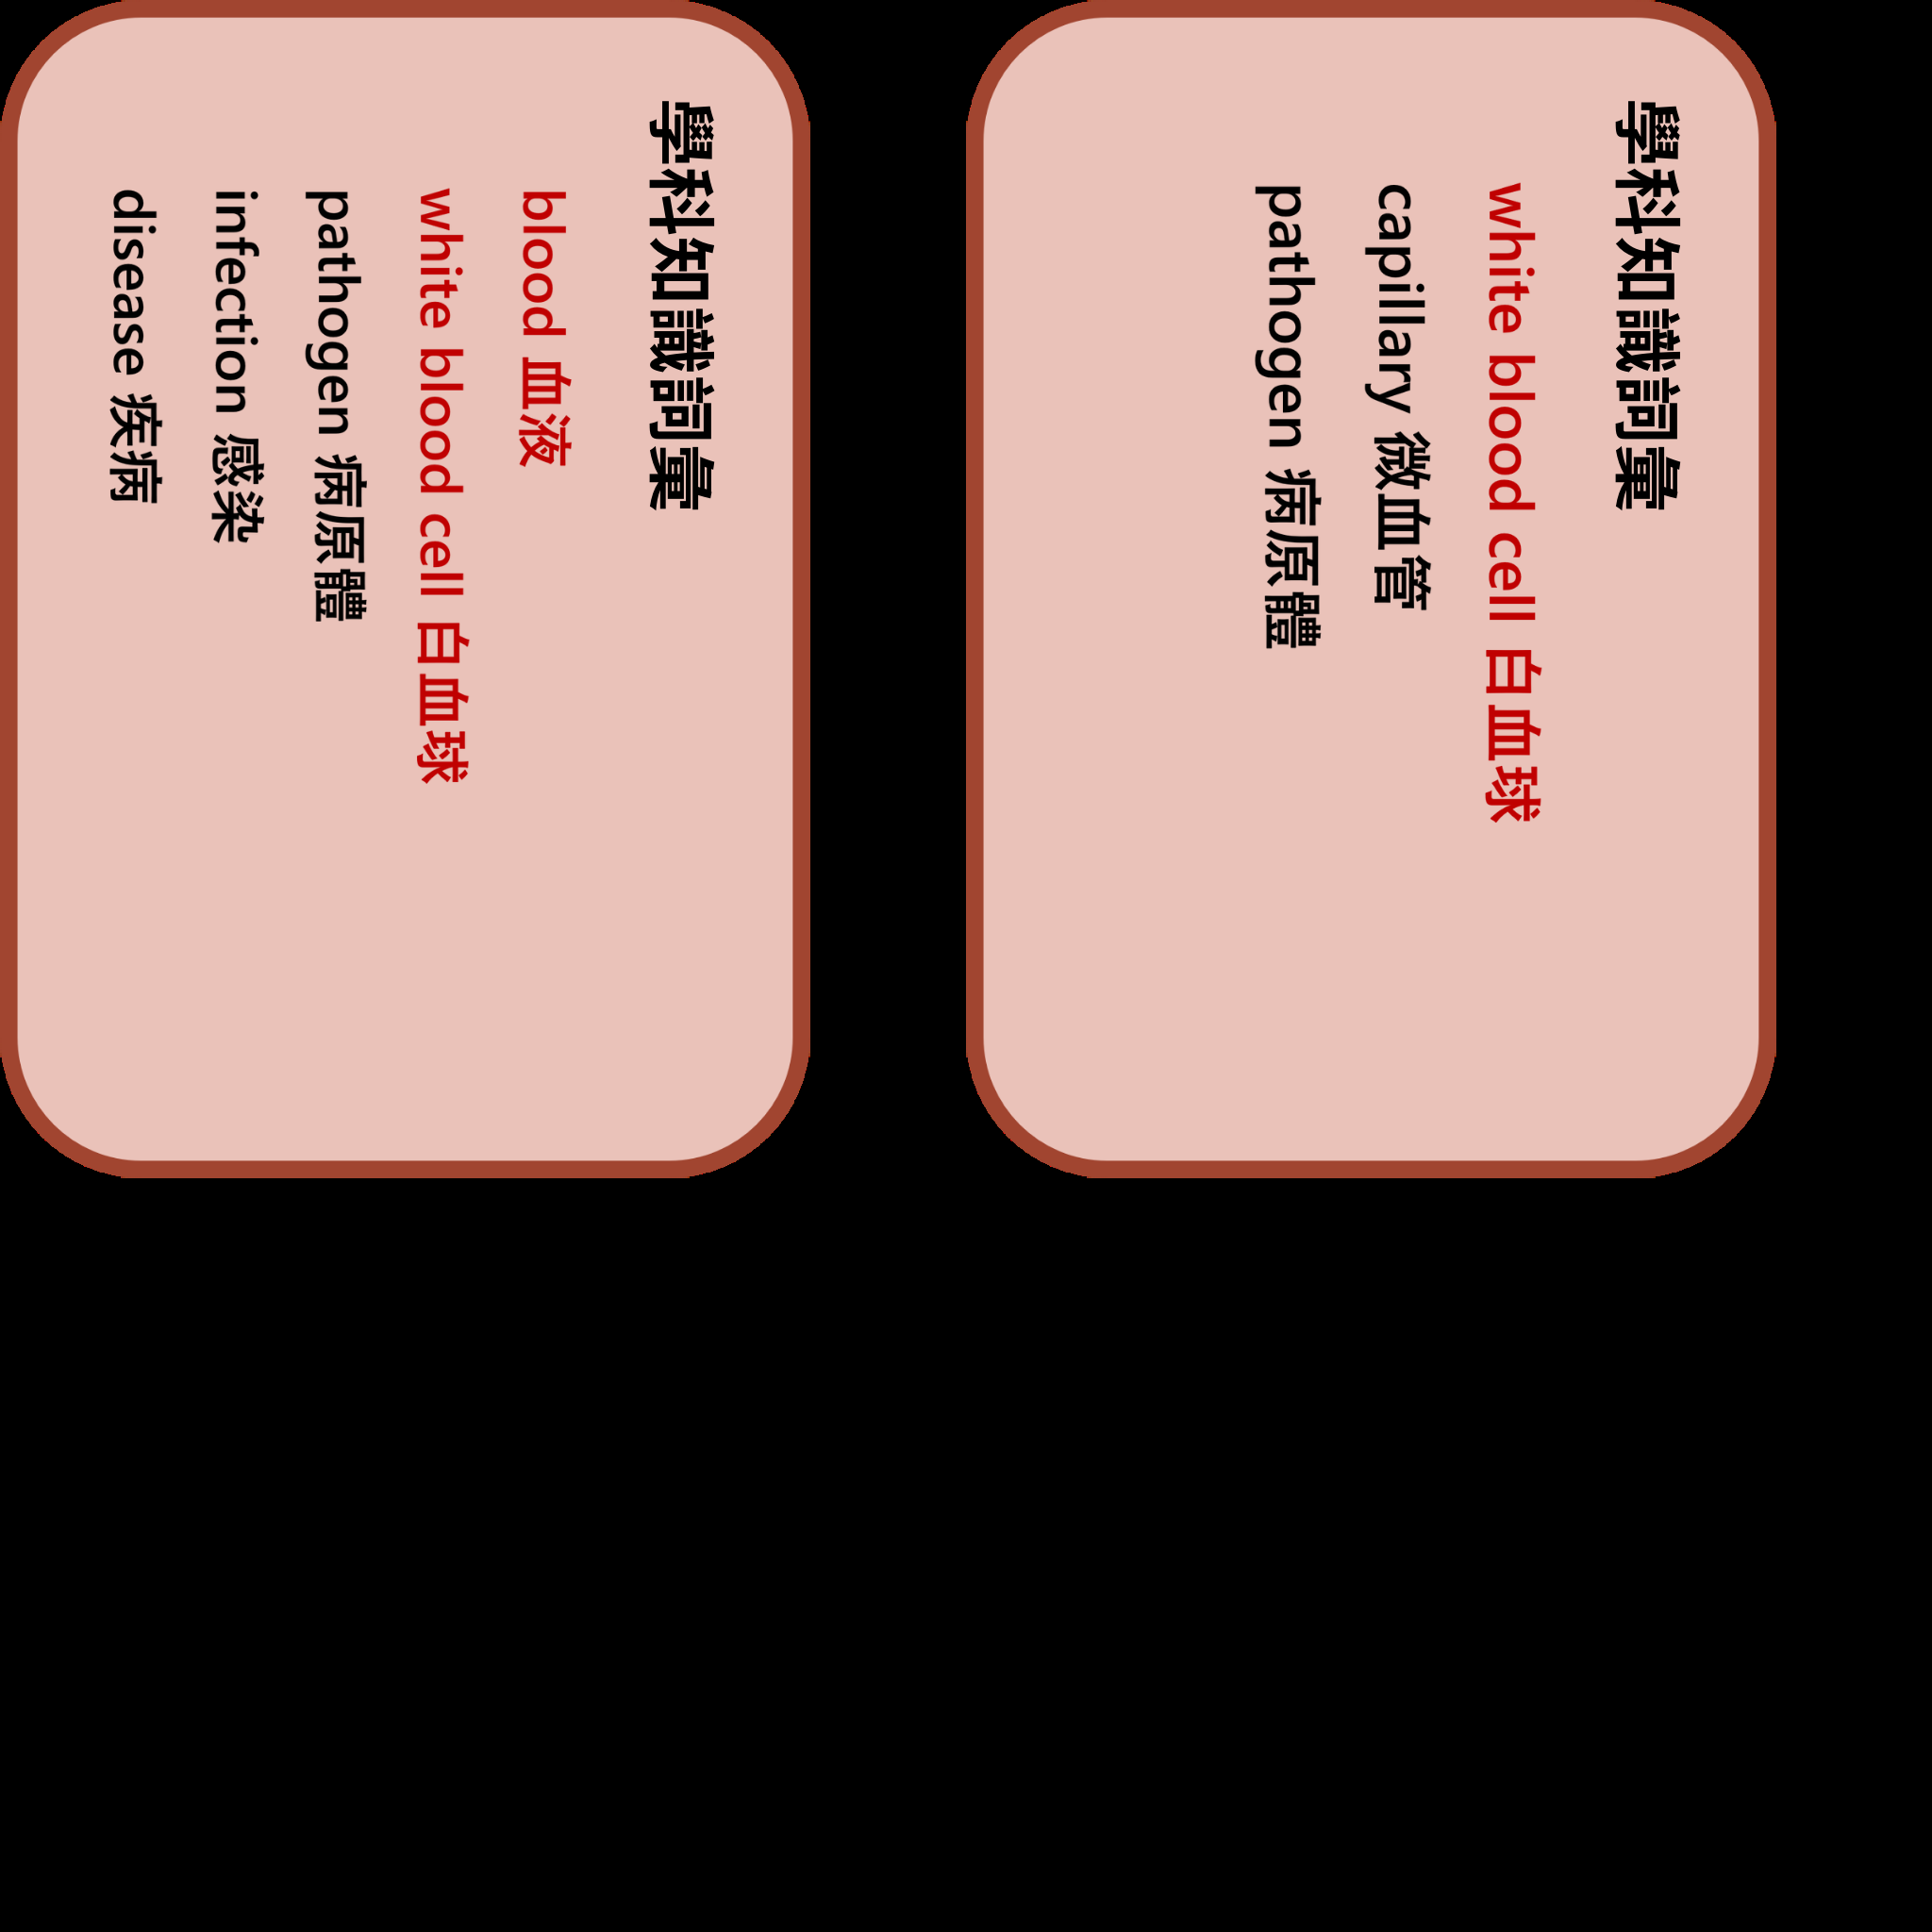 學科知識詞彙
blood 血液
white blood cell 白血球
pathogen 病原體
infection 感染
disease 疾病
學科知識詞彙
white blood cell 白血球
capillary 微血管
pathogen 病原體